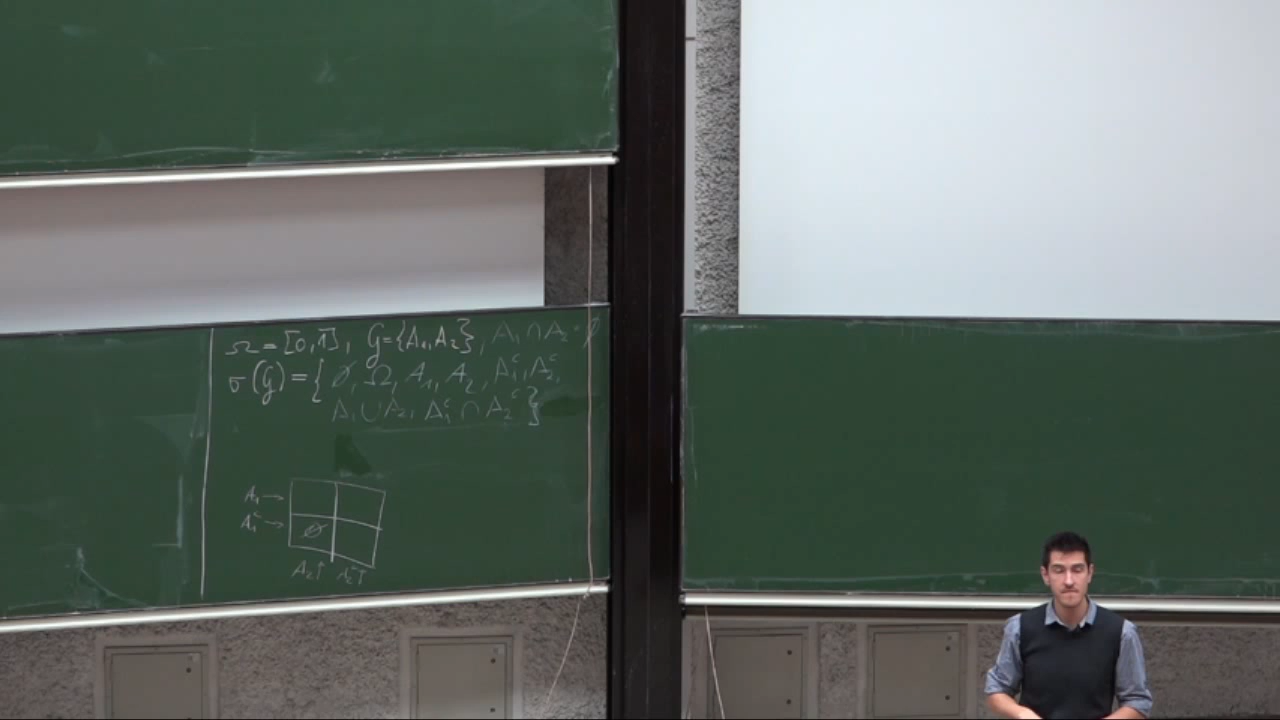 Ω = [0,1], G = {A₁, A₂}, A₁ ∩ A₂ = ∅
σ(G) = { ∅, Ω, A₁, A₂, A₁ᶜ, A₂ᶜ,
A₁ ∪ A₂, A₁ᶜ ∩ A₂ᶜ }
A₁ →
A₁ᶜ → ∅
A₂ ↑ A₂ᶜ ↑